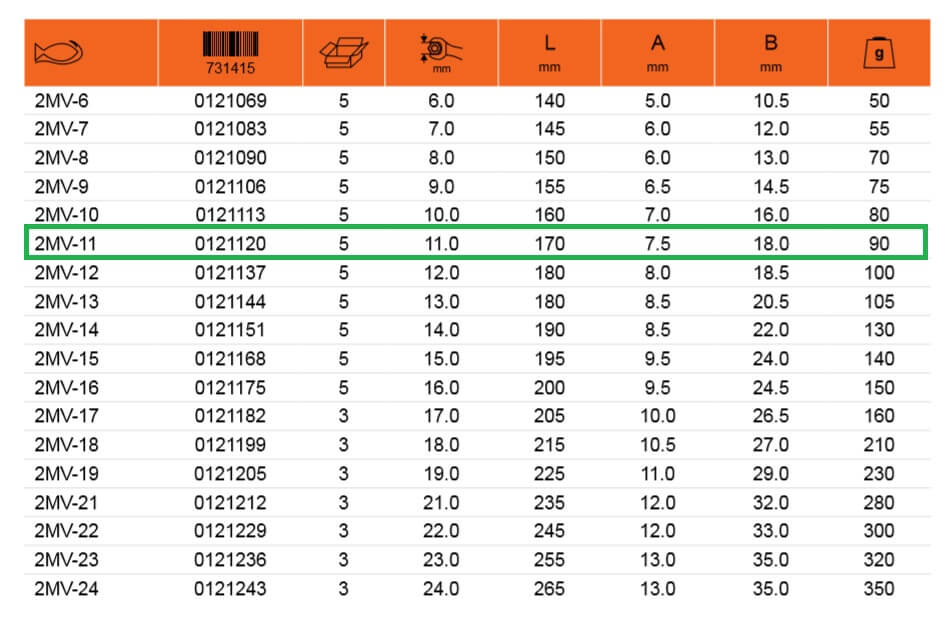 731415 mm L mm A mm B mm g
2MV-6 0121069 5 6.0 140 5.0 10.5 50
2MV-7 0121083 5 7.0 145 6.0 12.0 55
2MV-8 0121090 5 8.0 150 6.0 13.0 70
2MV-9 0121106 5 9.0 155 6.5 14.5 75
2MV-10 0121113 5 10.0 160 7.0 16.0 80
2MV-11 0121120 5 11.0 170 7.5 18.0 90
2MV-12 0121137 5 12.0 180 8.0 18.5 100
2MV-13 0121144 5 13.0 180 8.5 20.5 105
2MV-14 0121151 5 14.0 190 8.5 22.0 130
2MV-15 0121168 5 15.0 195 9.5 24.0 140
2MV-16 0121175 5 16.0 200 9.5 24.5 150
2MV-17 0121182 3 17.0 205 10.0 26.5 160
2MV-18 0121199 3 18.0 215 10.5 27.0 210
2MV-19 0121205 3 19.0 225 11.0 29.0 230
2MV-21 0121212 3 21.0 235 12.0 32.0 280
2MV-22 0121229 3 22.0 245 12.0 33.0 300
2MV-23 0121236 3 23.0 255 13.0 35.0 320
2MV-24 0121243 3 24.0 265 13.0 35.0 350